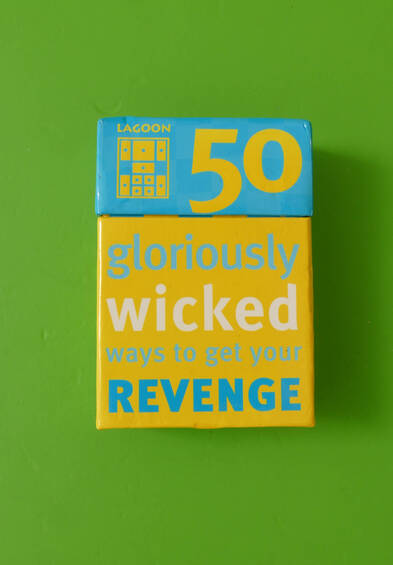 LAGOON
50
gloriously
wicked
ways to get your
REVENGE